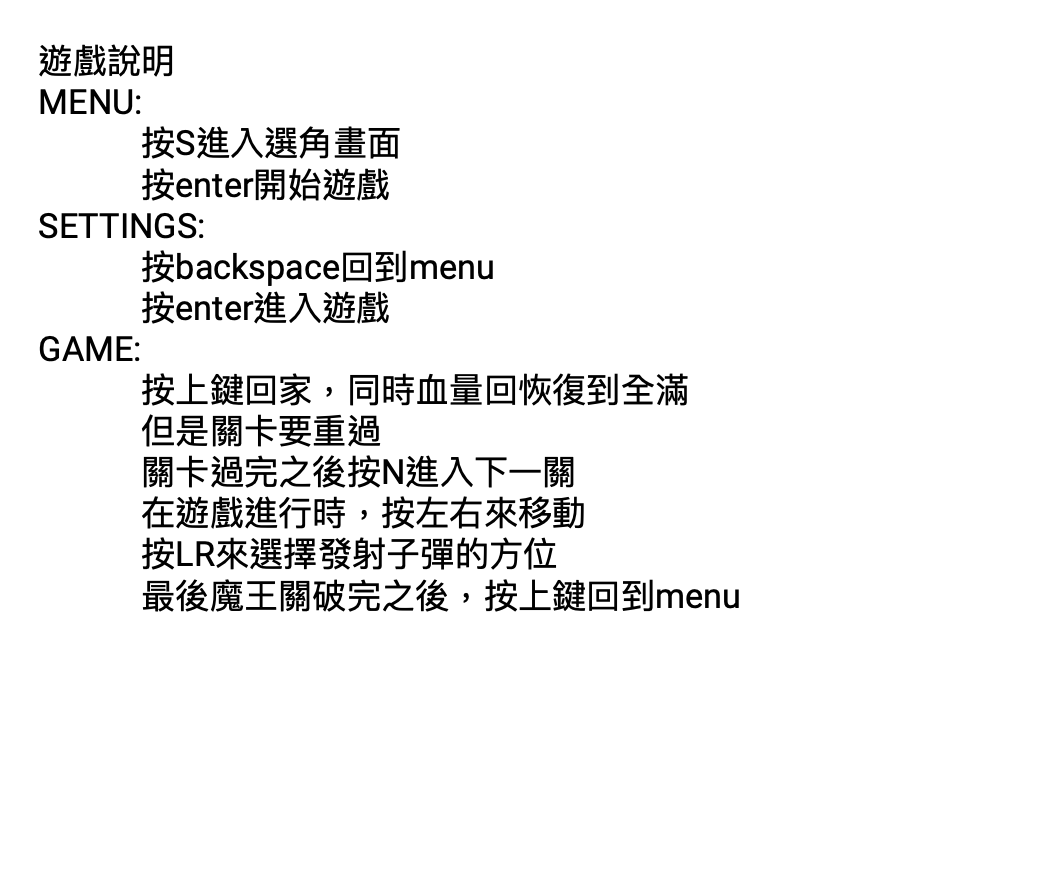 遊戲說明
MENU:
按S進入選角畫面
按enter開始遊戲
SETTINGS:
按backspace回到menu
按enter進入遊戲
GAME:
按上鍵回家，同時血量回恢復到全滿
但是關卡要重過
關卡過完之後按N進入下一關
在遊戲進行時，按左右來移動
按LR來選擇發射子彈的方位
最後魔王關破完之後，按上鍵回到menu